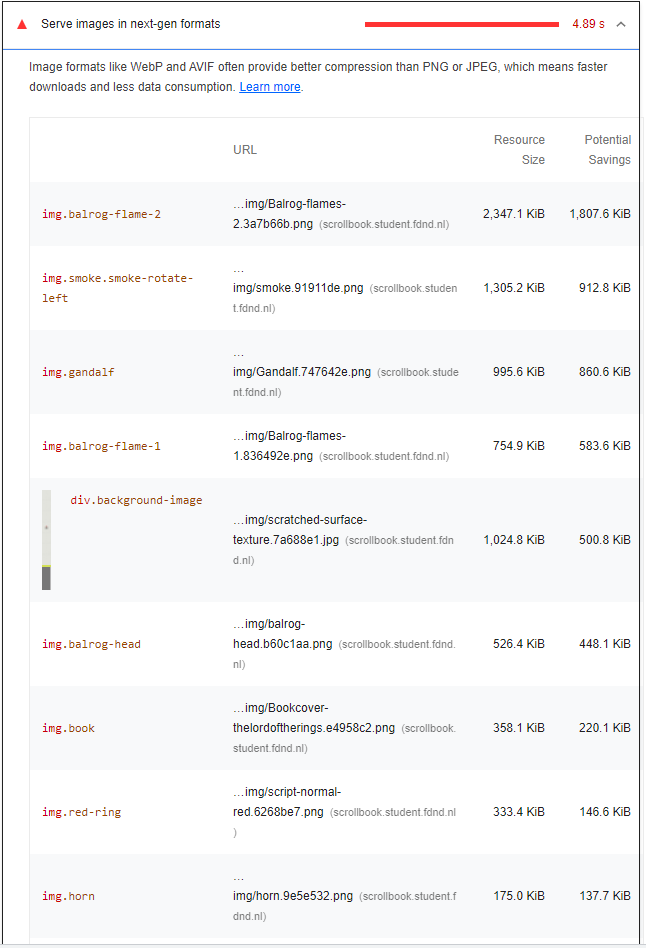 Serve images in next-gen formats 4.89 s
Image formats like WebP and AVIF often provide better compression than PNG or JPEG, which means faster
downloads and less data consumption. Learn more.
URL Resource Size Potential Savings
img.balrog-flame-2 …img/Balrog-flames-
2.3a7b66b.png (scrollbook.student.fdnd.nl) 2,347.1 KiB 1,807.6 KiB
img.smoke.smoke-rotate-
left
…
img/smoke.91911de.png (scrollbook.studen
t.fdnd.nl) 1,305.2 KiB 912.8 KiB
img.gandalf
…
img/Gandalf.747642e.png (scrollbook.stude
nt.fdnd.nl) 995.6 KiB 860.6 KiB
img.balrog-flame-1 …img/Balrog-flames-
1.836492e.png (scrollbook.student.fdnd.nl) 754.9 KiB 583.6 KiB
div.background-image
…img/scratched-surface-
texture.7a688e1.jpg (scrollbook.student.fdn
d.nl) 1,024.8 KiB 500.8 KiB
img.balrog-head
…img/balrog-
head.b60c1aa.png (scrollbook.student.fdnd.
nl) 526.4 KiB 448.1 KiB
img.book
…img/Bookcover-
thelordoftherings.e4958c2.png (scrollbook.
student.fdnd.nl) 358.1 KiB 220.1 KiB
img.red-ring
…img/script-normal-
red.6268be7.png (scrollbook.student.fdnd.nl
) 333.4 KiB 146.6 KiB
img.horn
…
img/horn.9e5e532.png (scrollbook.student.f
dnd.nl) 175.0 KiB 137.7 KiB